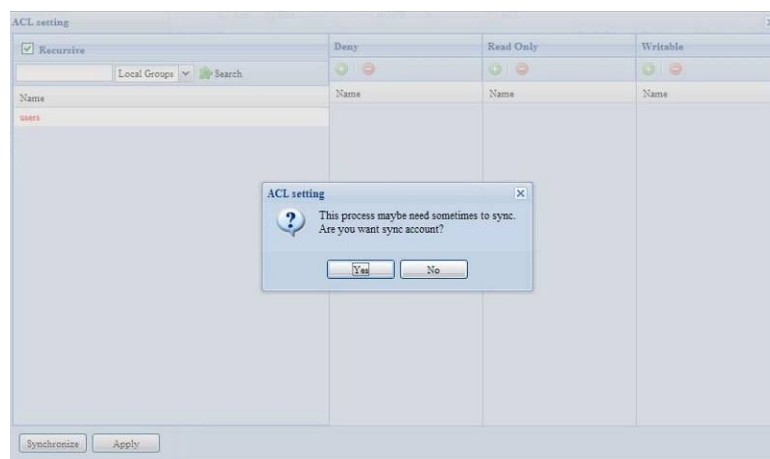 ACL setting
Recursive
Deny
Read Only
Writable
Local Groups
Search
Name
Name
Name
Name
users
ACL setting
This process maybe need sometimes to sync.
Are you want sync account?
Yes
No
Synchronize
Apply